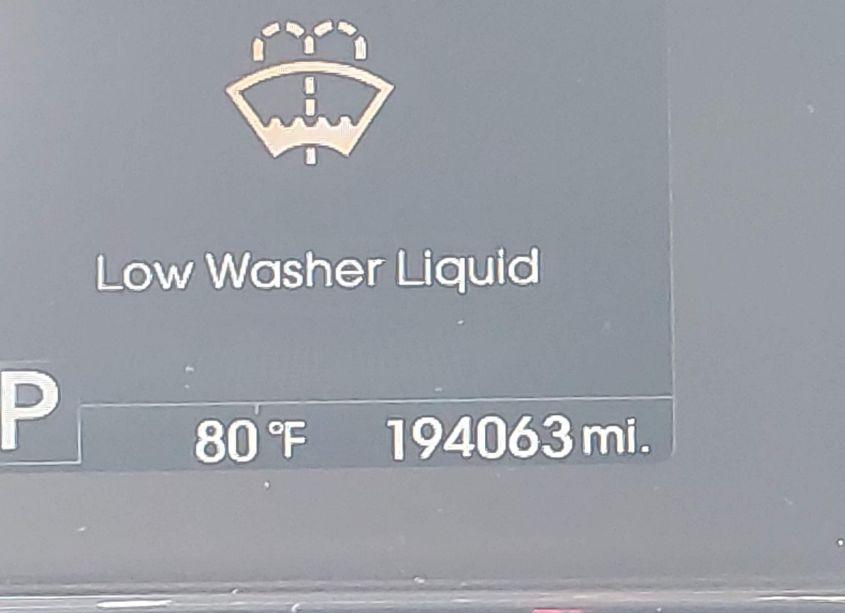 Low Washer Liquid
P
80 °F 194063 mi.